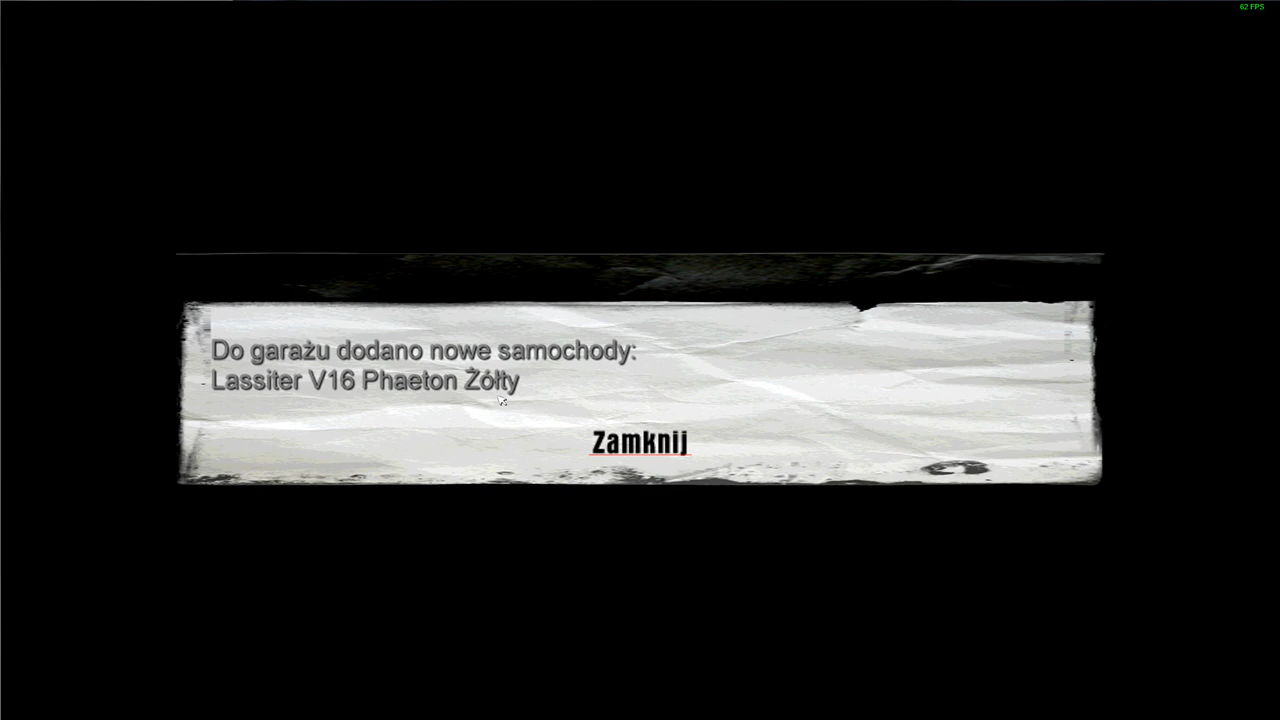 62 FPS
Do garażu dodano nowe samochody:
Lassiter V16 Phaeton Żółty
Zamknij